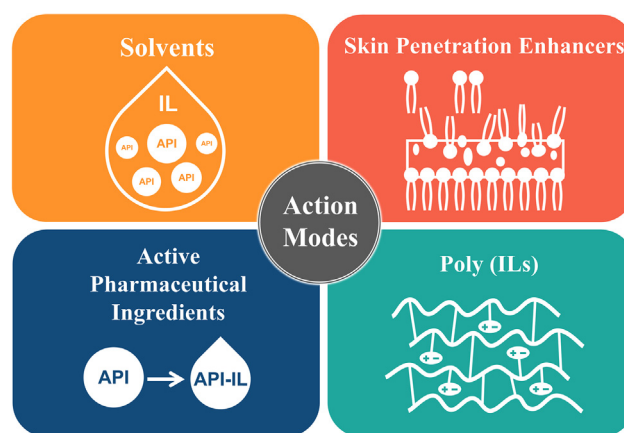 Solvents
IL
API
API
API
API
API
Skin Penetration Enhancers
Action
Modes
Active
Pharmaceutical
Ingredients
API
API-IL
Poly (ILs)
+ -
+ -
+ -
+ -
+ -